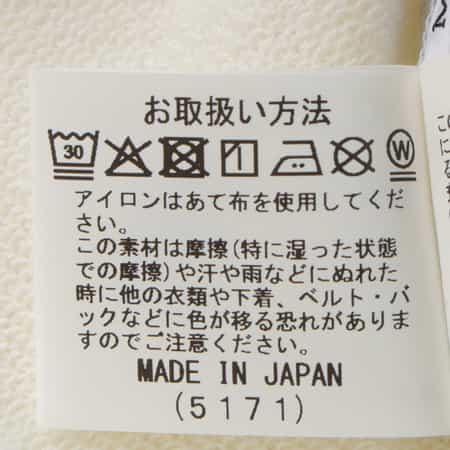 お取扱い方法
30 W
アイロンはあて布を使用してくだ
さい。
この素材は摩擦(特に湿った状態
での摩擦)や汗や雨などにぬれた
時に他の衣類や下着、ベルト・バ
ックなどに色が移る恐れがありま
すのでご注意ください。
MADE IN JAPAN
(5171)